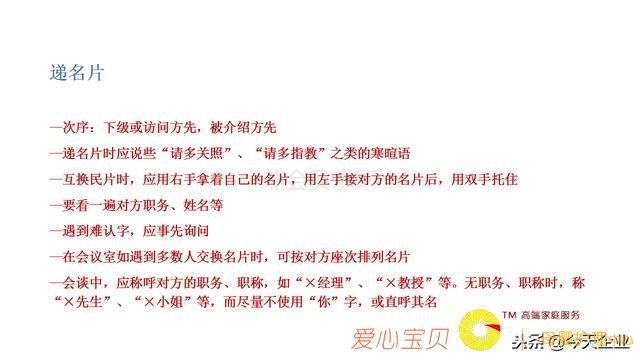 递名片
—次序：下级或访问方先，被介绍方先
—递名片时应说些“请多关照”、“请多指教”之类的寒暄语
—互换民片时，应用右手拿着自己的名片，用左手接对方的名片后，用双手托住
—要看一遍对方职务、姓名等
—遇到难认字，应事先询问
—在会议室如遇到多数人交换名片时，可按对方座次排列名片
—会谈中，应称呼对方的职务、职称，如“×经理”、“×教授”等。无职务、职称时，称
“×先生”、“×小姐”等，而尽量不使用“你”字，或直呼其名
TM 高端家庭服务
爱心宝贝
头条@今天企业